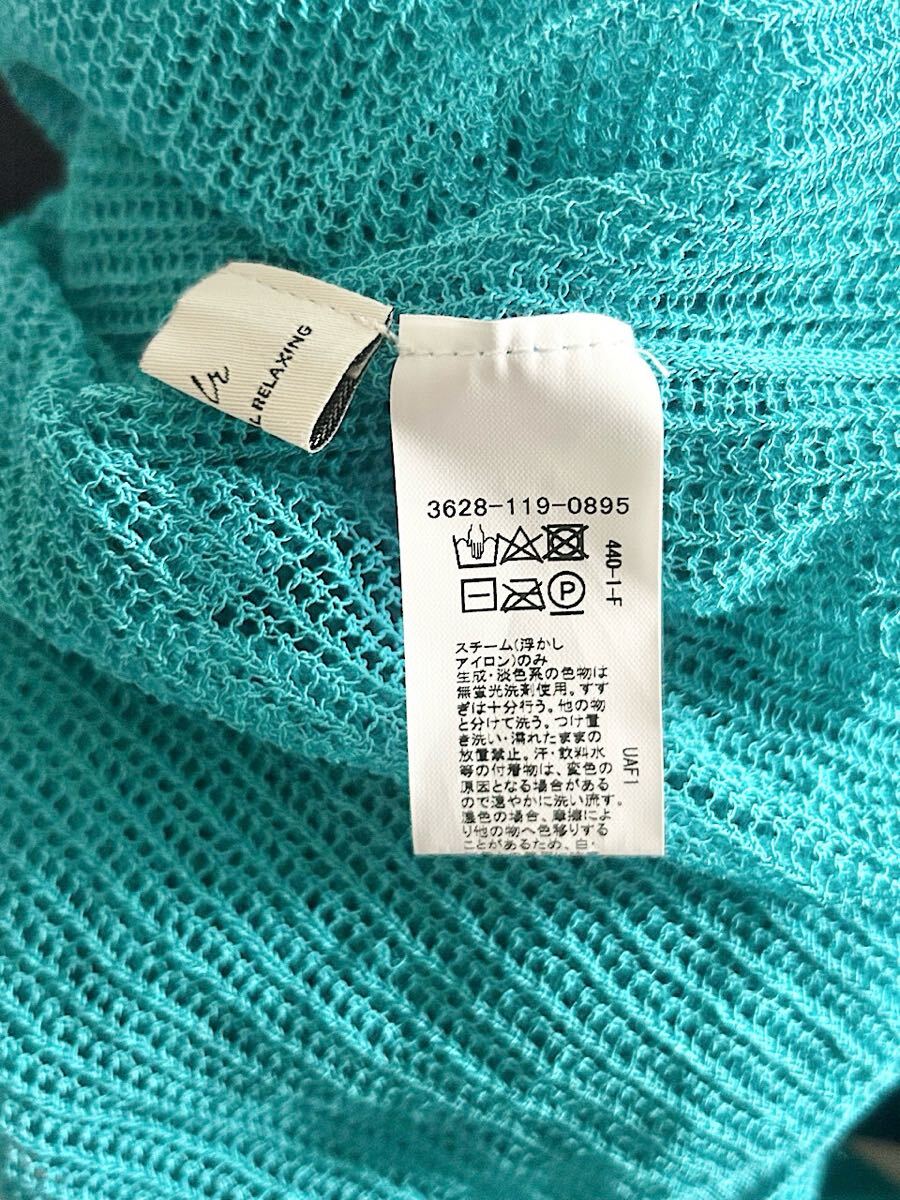 lr
L RELAXING
3628-119-0895
440-1-F
P
スチーム(浮かし
アイロン)のみ
生成・淡色系の色物は
無蛍光洗剤使用。すす
ぎは十分行う。他の物
と分けて洗う。つけ置
き洗い・濡れたままの
放置禁止。汗・飲料水
等の付着物は、変色の
原因となる場合がある
ので速やかに洗い流す。
濃色の場合、摩擦によ
り他の物へ色移りする
ことがあるため、白・
UAF1